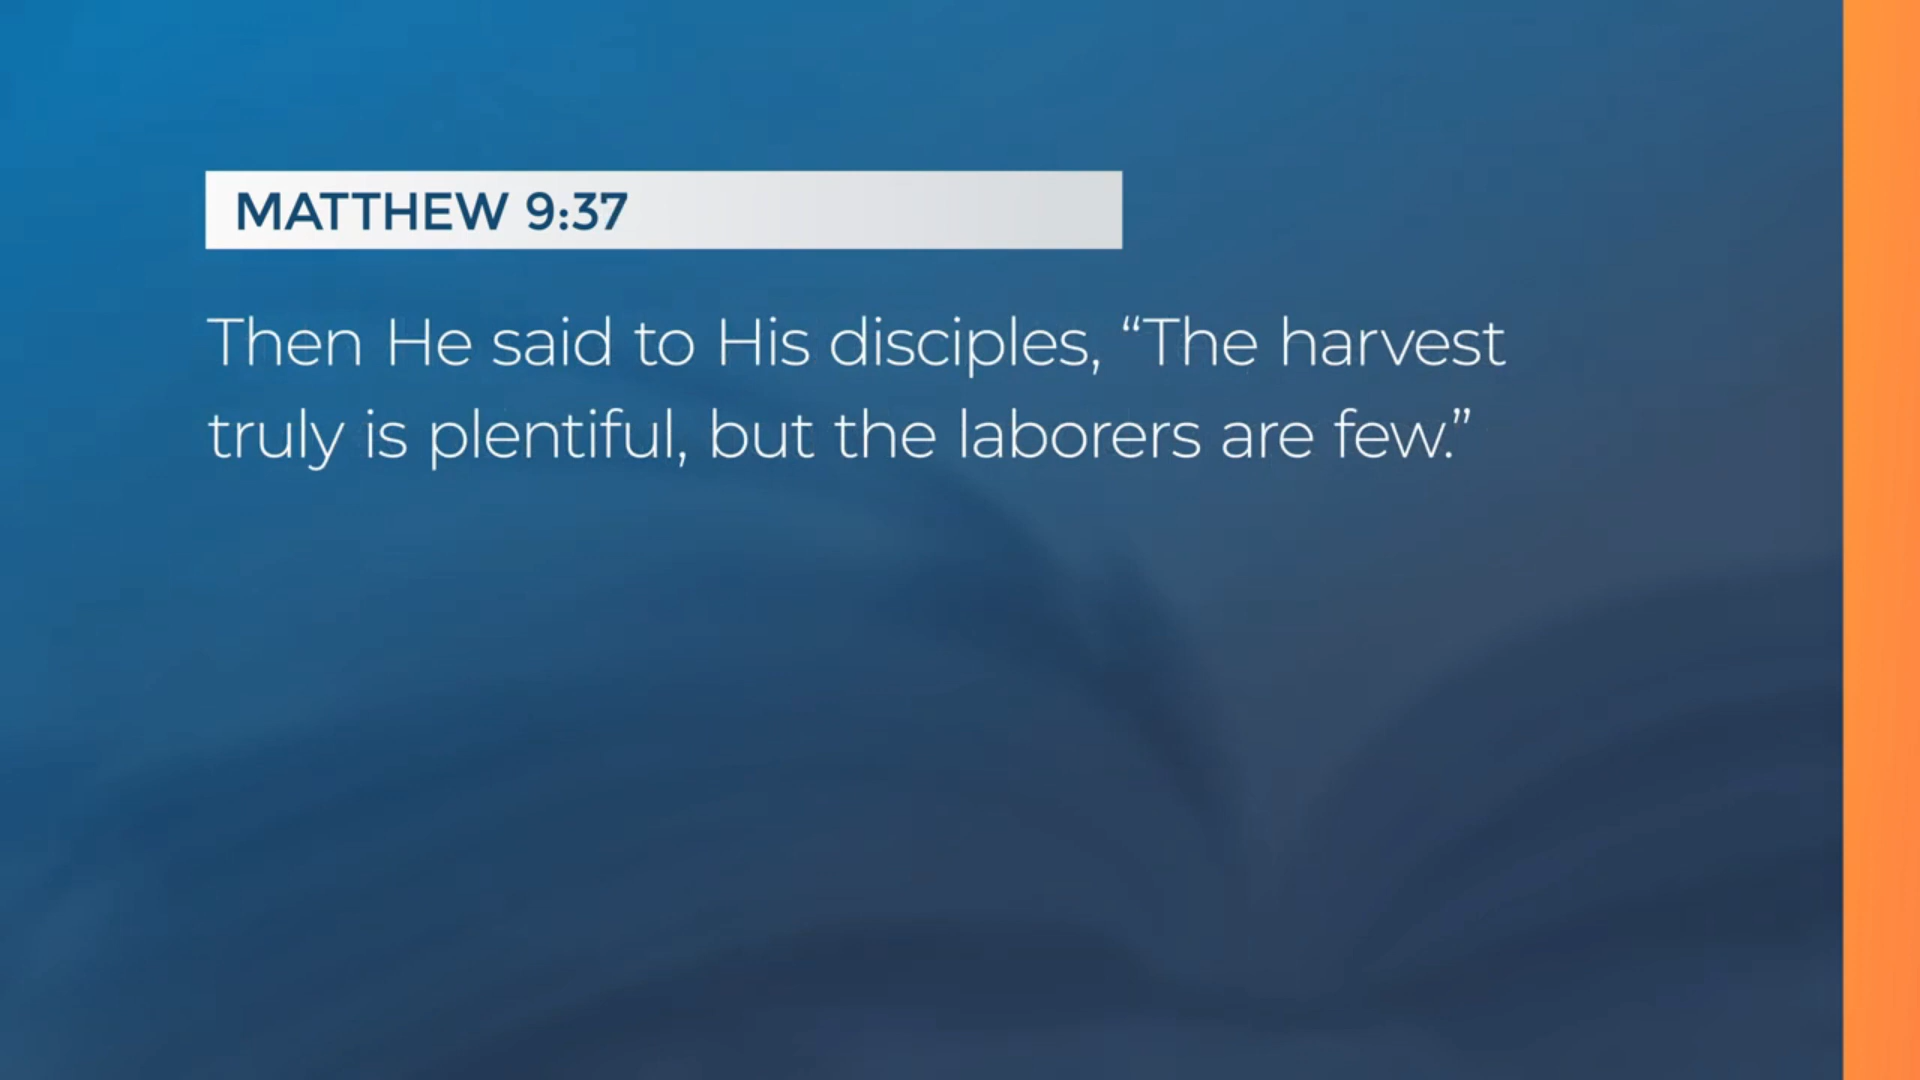 MATTHEW 9:37
Then He said to His disciples, “The harvest
truly is plentiful, but the laborers are few.”